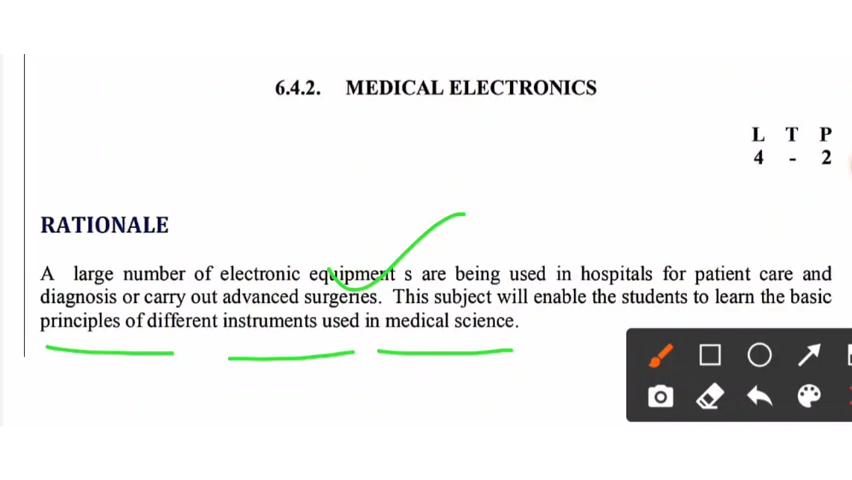 6.4.2. MEDICAL ELECTRONICS
L T P
4 - 2
RATIONALE
A large number of electronic equipment s are being used in hospitals for patient care and
diagnosis or carry out advanced surgeries. This subject will enable the students to learn the basic
principles of different instruments used in medical science.